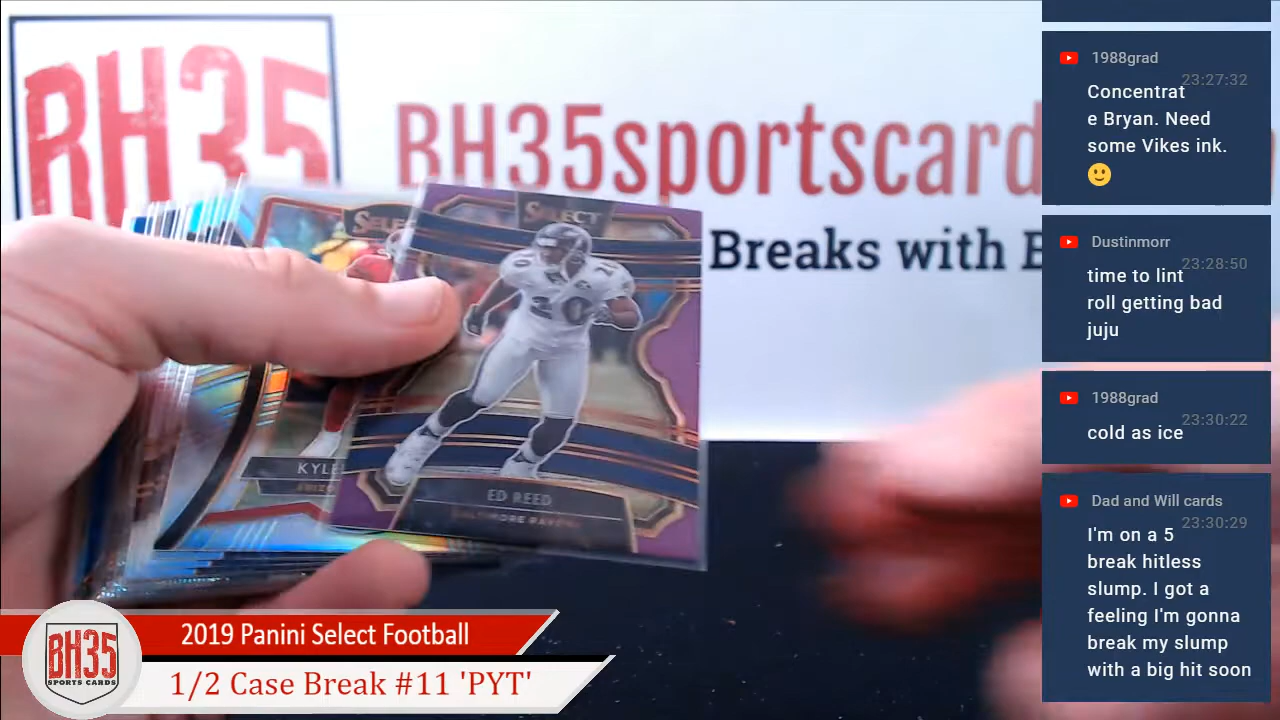 BH35
BH35sportscard
Breaks with
SELECT
20
KYLE
ED REED
BALTIMORE RAVENS
2019 Panini Select Football
1/2 Case Break #11 'PYT'
BH35
SPORTS CARDS
1988grad
23:27:32
Concentrat
e Bryan. Need
some Vikes ink.
🙂
Dustinmorr
23:28:50
time to lint
roll getting bad
juju
1988grad
23:30:22
cold as ice
Dad and Will cards
23:30:29
I'm on a 5
break hitless
slump. I got a
feeling I'm gonna
break my slump
with a big hit soon